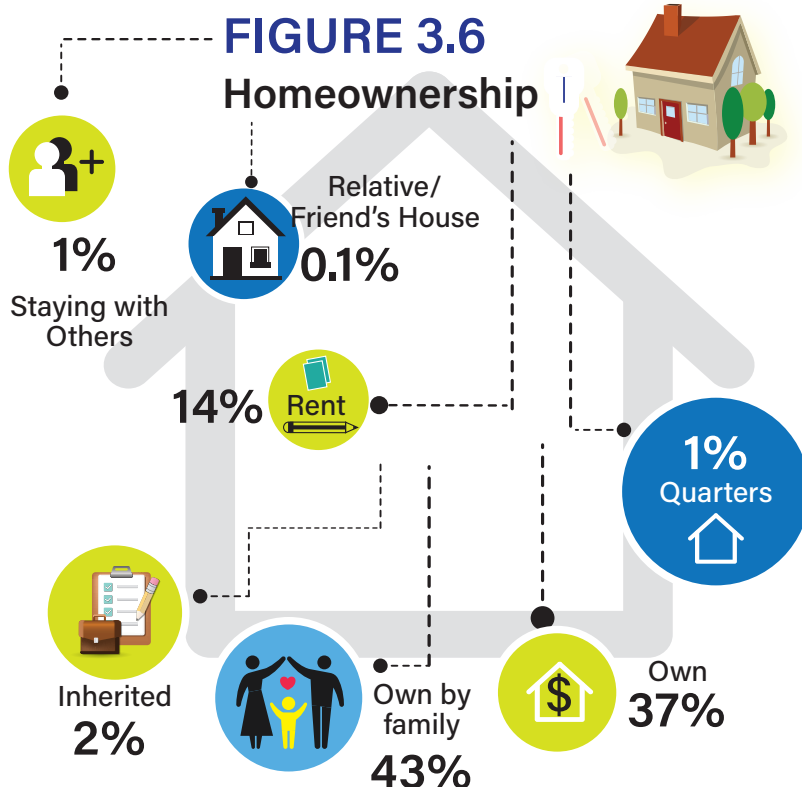 FIGURE 3.6
Homeownership
1%
Staying with
Others
Relative/
Friend's House
0.1%
14%
Rent
1%
Quarters
Inherited
2%
Own by
family
43%
$
Own
37%